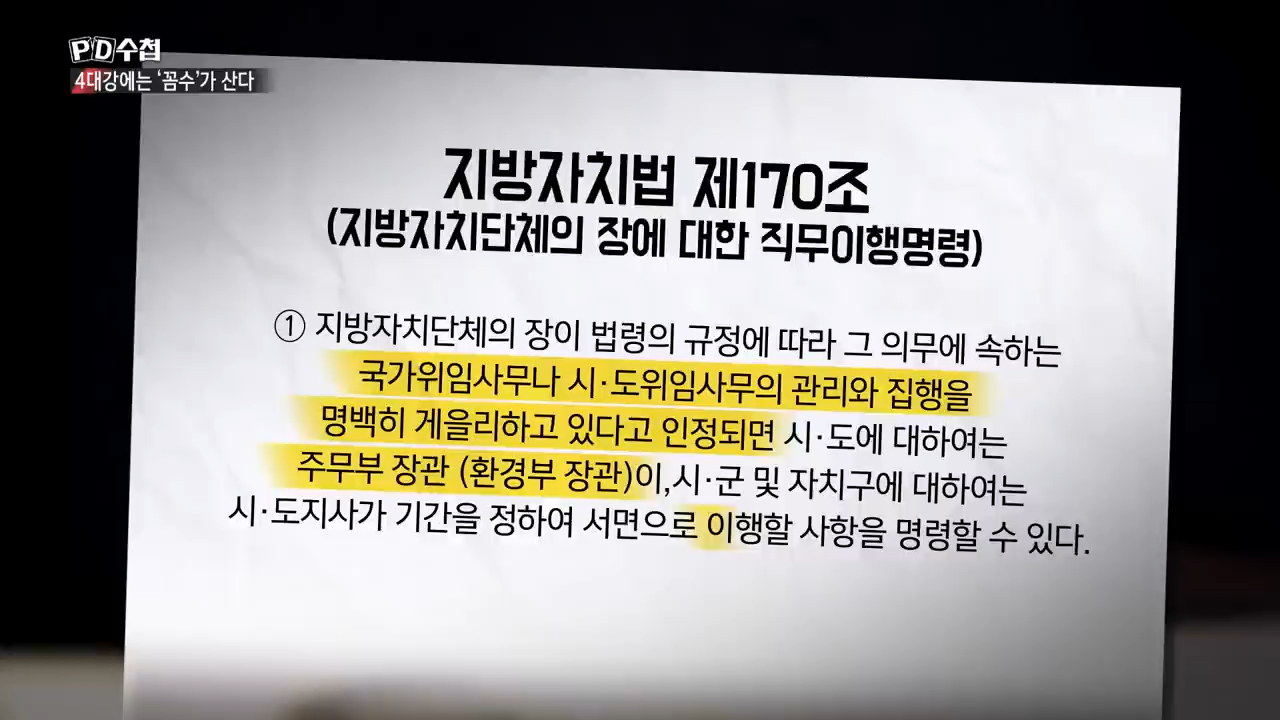 PD수첩
4대강에는 '꼼수'가 산다
지방자치법 제170조
(지방자치단체의 장에 대한 직무이행명령)
① 지방자치단체의 장이 법령의 규정에 따라 그 의무에 속하는
국가위임사무나 시·도위임사무의 관리와 집행을
명백히 게을리하고 있다고 인정되면 시·도에 대하여는
주무부 장관 (환경부 장관)이,시·군 및 자치구에 대하여는
시·도지사가 기간을 정하여 서면으로 이행할 사항을 명령할 수 있다.